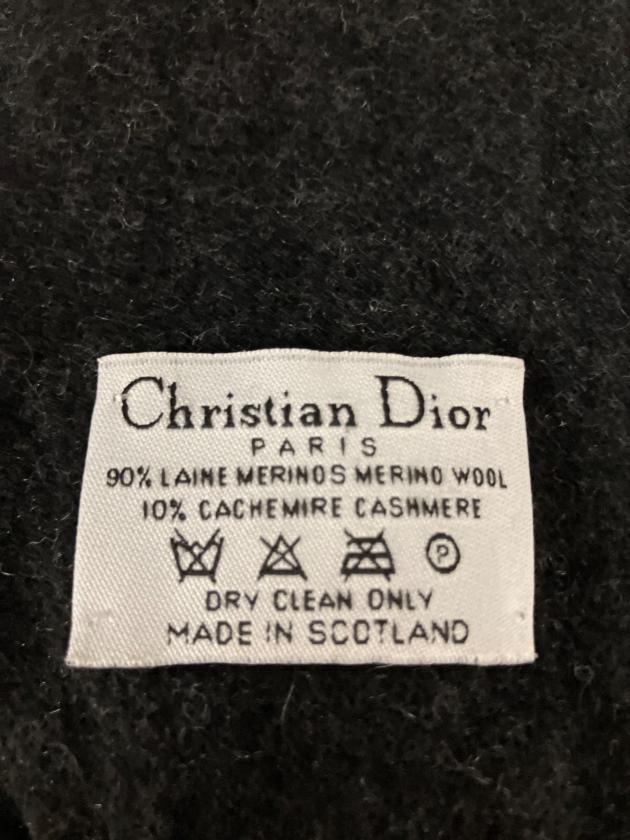 Christian Dior
PARIS
90% LAINE MERINOS MERINO WOOL
10% CACHEMIRE CASHMERE
P
DRY CLEAN ONLY
MADE IN SCOTLAND